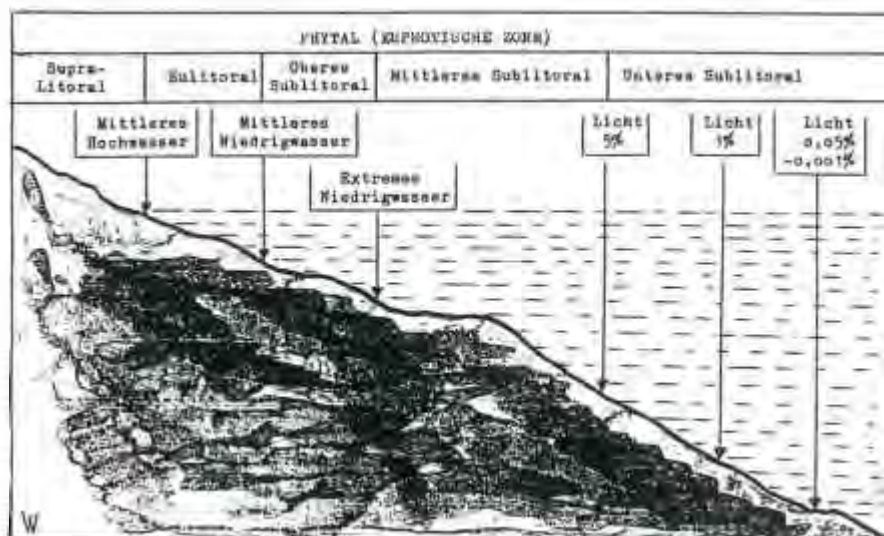 PHYTAL (EUPHOTISCHE ZONE)
Supra-
Litoral
Eulitoral
Oberes
Sublitoral
Mittleres Sublitoral
Unteres Sublitoral
Mittleres
Hochwasser
Mittleres
Niedrigwasser
Extremes
Niedrigwasser
Licht
5%
Licht
1%
Licht
0.05%
-0.001%
W